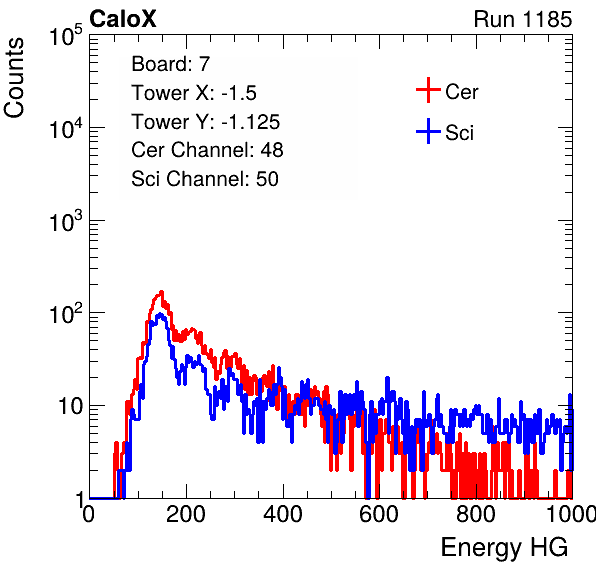 CaloX Run 1185
Counts
10^5
10^4
10^3
10^2
10
1
Board: 7
Tower X: -1.5
Tower Y: -1.125
Cer Channel: 48
Sci Channel: 50
Cer
Sci
0 200 400 600 800 1000
Energy HG